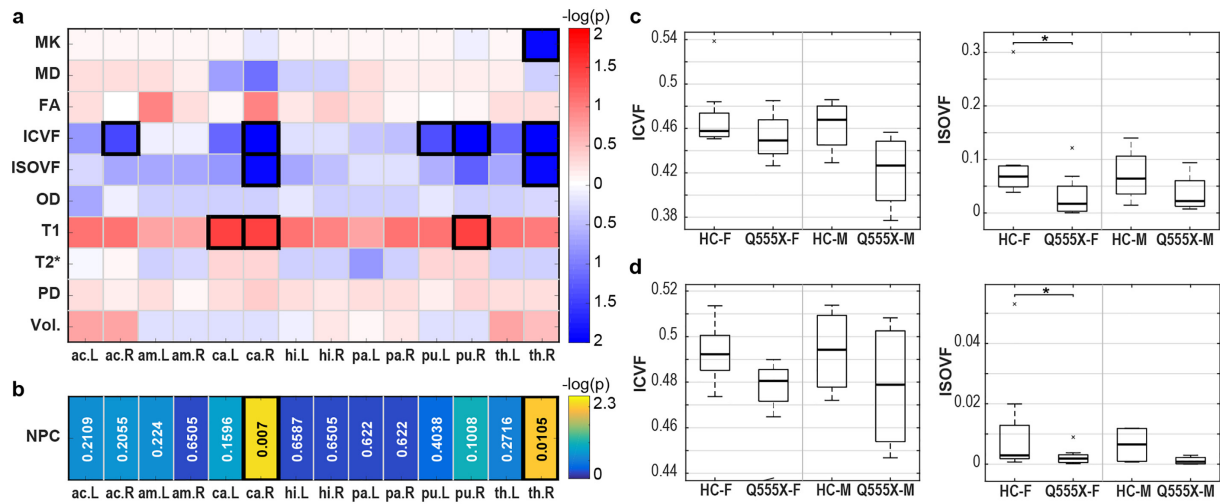 a
-log(p)
MK
MD
FA
ICVF
ISOVF
OD
T1
T2*
PD
Vol.
2
1.5
1
0.5
0
0.5
1
1.5
2
ac.L ac.R am.L am.R ca.L ca.R hi.L hi.R pa.L pa.R pu.L pu.R th.L th.R
b
-log(p)
NPC
0.2109 0.2055 0.224 0.6505 0.1596 0.007 0.6587 0.6505 0.622 0.622 0.4038 0.1008 0.2716 0.0105
2.3
0
ac.L ac.R am.L am.R ca.L ca.R hi.L hi.R pa.L pa.R pu.L pu.R th.L th.R
c
ICVF
0.54
0.5
0.46
0.42
0.38
HC-F Q555X-F HC-M Q555X-M
ISOVF
0.3
0.2
0.1
0
*
HC-F Q555X-F HC-M Q555X-M
d
ICVF
0.52
0.5
0.48
0.46
0.44
HC-F Q555X-F HC-M Q555X-M
ISOVF
0.04
0.02
0
*
HC-F Q555X-F HC-M Q555X-M